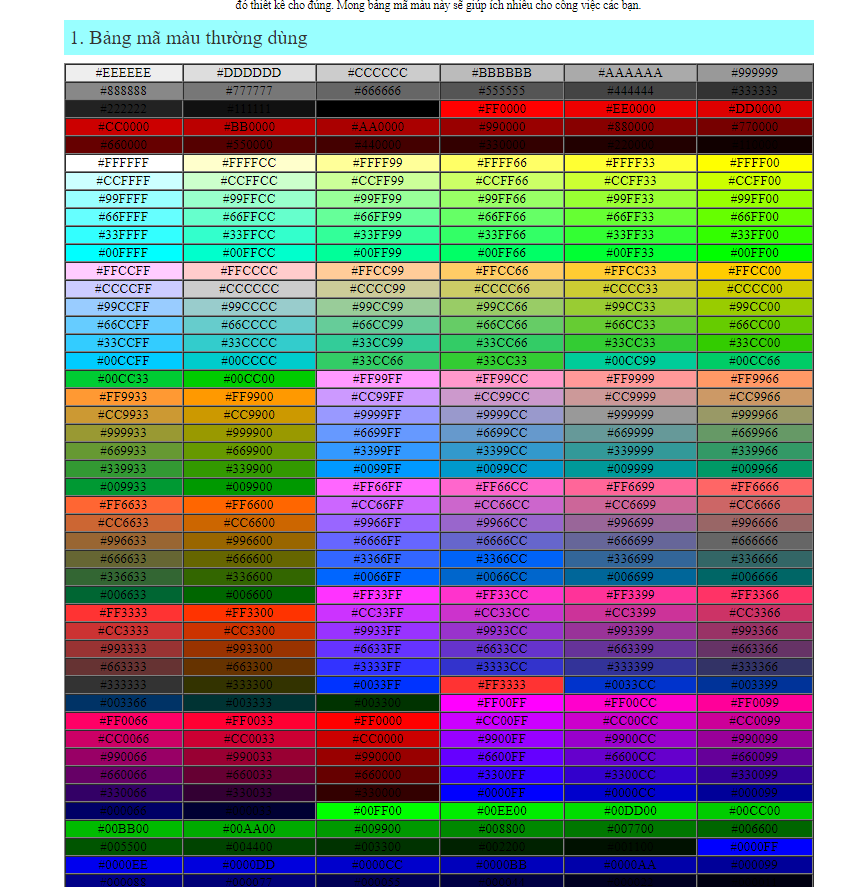 đó thiết kế cho đúng. Mong bảng mã màu này sẽ giúp ích nhiều cho công việc các bạn.
1. Bảng mã màu thường dùng
#EEEEEE #DDDDDD #CCCCCC #BBBBBB #AAAAAA #999999
#888888 #777777 #666666 #555555 #444444 #333333
#222222 #111111 #FF0000 #EE0000 #DD0000
#CC0000 #BB0000 #AA0000 #990000 #880000 #770000
#660000 #550000 #440000 #330000
#FFFFFF #FFFFCC #FFFF99 #FFFF66 #FFFF33 #FFFF00
#CCFFFF #CCFFCC #CCFF99 #CCFF66 #CCFF33 #CCFF00
#99FFFF #99FFCC #99FF99 #99FF66 #99FF33 #99FF00
#66FFFF #66FFCC #66FF99 #66FF66 #66FF33 #66FF00
#33FFFF #33FFCC #33FF99 #33FF66 #33FF33 #33FF00
#00FFFF #00FFCC #00FF99 #00FF66 #00FF33 #00FF00
#FFCCFF #FFCCCC #FFCC99 #FFCC66 #FFCC33 #FFCC00
#CCCCFF #CCCCCC #CCCC99 #CCCC66 #CCCC33 #CCCC00
#99CCFF #99CCCC #99CC99 #99CC66 #99CC33 #99CC00
#66CCFF #66CCCC #66CC99 #66CC66 #66CC33 #66CC00
#33CCFF #33CCCC #33CC99 #33CC66 #33CC33 #33CC00
#00CCFF #00CCCC #33CC66 #33CC33 #00CC99 #00CC66
#00CC33 #00CC00 #FF99FF #FF99CC #FF9999 #FF9966
#FF9933 #FF9900 #CC99FF #CC99CC #CC9999 #CC9966
#CC9933 #CC9900 #9999FF #9999CC #999999 #999966
#999933 #999900 #6699FF #6699CC #669999 #669966
#669933 #669900 #3399FF #3399CC #339999 #339966
#339933 #339900 #0099FF #0099CC #009999 #009966
#009933 #009900 #FF66FF #FF66CC #FF6699 #FF6666
#FF6633 #FF6600 #CC66FF #CC66CC #CC6699 #CC6666
#CC6633 #CC6600 #9966FF #9966CC #996699 #996666
#996633 #996600 #6666FF #6666CC #666699 #666666
#666633 #666600 #3366FF #3366CC #336699 #336666
#336633 #336600 #0066FF #0066CC #006699 #006666
#006633 #006600 #FF33FF #FF33CC #FF3399 #FF3366
#FF3333 #FF3300 #CC33FF #CC33CC #CC3399 #CC3366
#CC3333 #CC3300 #9933FF #9933CC #993399 #993366
#993333 #993300 #6633FF #6633CC #663399 #663366
#663333 #663300 #3333FF #3333CC #333399 #333366
#333333 #333300 #0033FF #FF3333 #0033CC #003399
#003366 #003333 #003300 #FF00FF #FF00CC #FF0099
#FF0066 #FF0033 #FF0000 #CC00FF #CC00CC #CC0099
#CC0066 #CC0033 #CC0000 #9900FF #9900CC #990099
#990066 #990033 #990000 #6600FF #6600CC #660099
#660066 #660033 #660000 #3300FF #3300CC #330099
#330066 #330033 #330000 #0000FF #0000CC #000099
#000066 #00FF00 #00EE00 #00DD00 #00CC00
#00BB00 #00AA00 #009900 #008800 #007700 #006600
#005500 #004400 #003300 #002200 #001100 #0000FF
#0000EE #0000DD #0000CC #0000BB #0000AA #000099
#000088 #000077